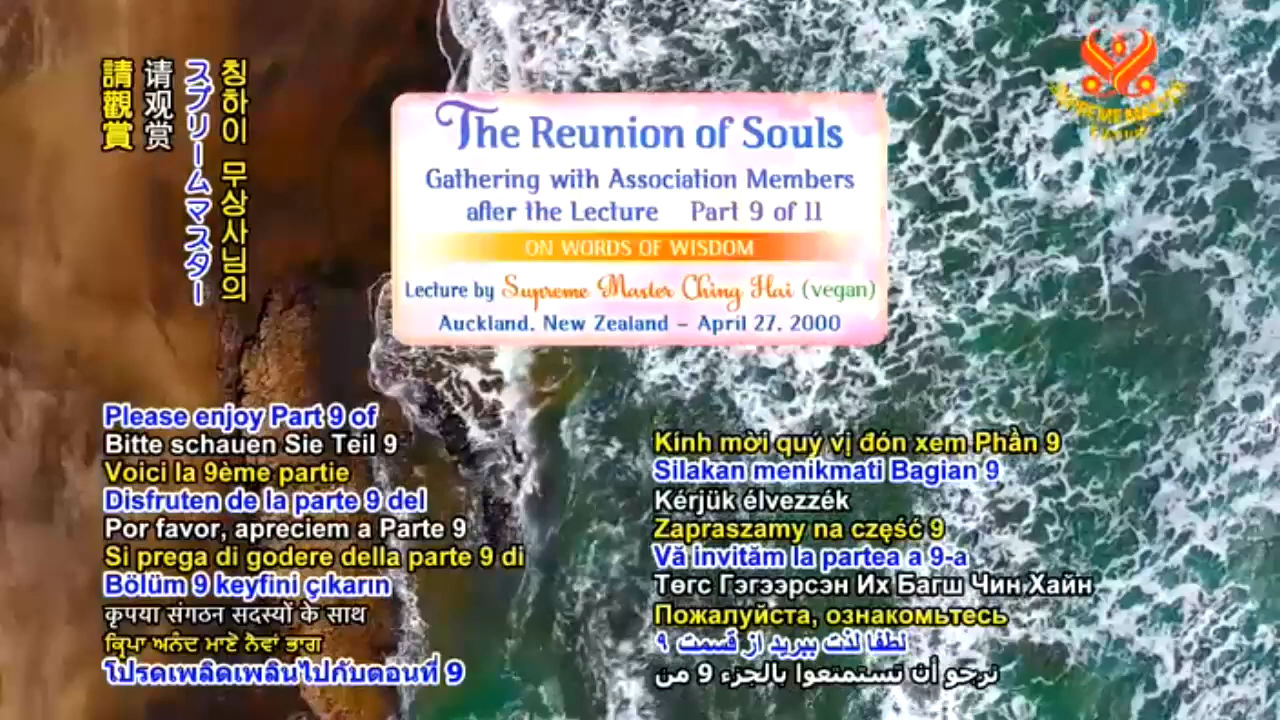 請觀賞
请观赏
スプリームマスター
칭하이 무상사님의
The Reunion of Souls
Gathering with Association Members
after the Lecture Part 9 of 11
ON WORDS OF WISDOM
Lecture by Supreme Master Ching Hai (vegan)
Auckland, New Zealand – April 27, 2000
SUPREME MASTER
Please enjoy Part 9 of
Bitte schauen Sie Teil 9
Voici la 9ème partie
Disfruten de la parte 9 del
Por favor, apreciem a Parte 9
Si prega di godere della parte 9 di
Bölüm 9 keyfini çıkarın
कृपया संगठन सदस्यों के साथ
ਕ੍ਰਿਪਾ ਅਨੰਦ ਮਾਣੋ ਨੌਵਾਂ ਭਾਗ
โปรดเพลิดเพลินไปกับตอนที่ 9
Kính mời quý vị đón xem Phần 9
Silakan menikmati Bagian 9
Kérjük élvezzék
Zapraszamy na część 9
Vă invităm la partea a 9-a
Төгс Гэгээрсэн Их Багш Чин Хайн
Пожалуйста, ознакомьтесь
لطفا لذت ببرید از قسمت ۹
نرجو أن تستمتعوا بالجزء 9 من